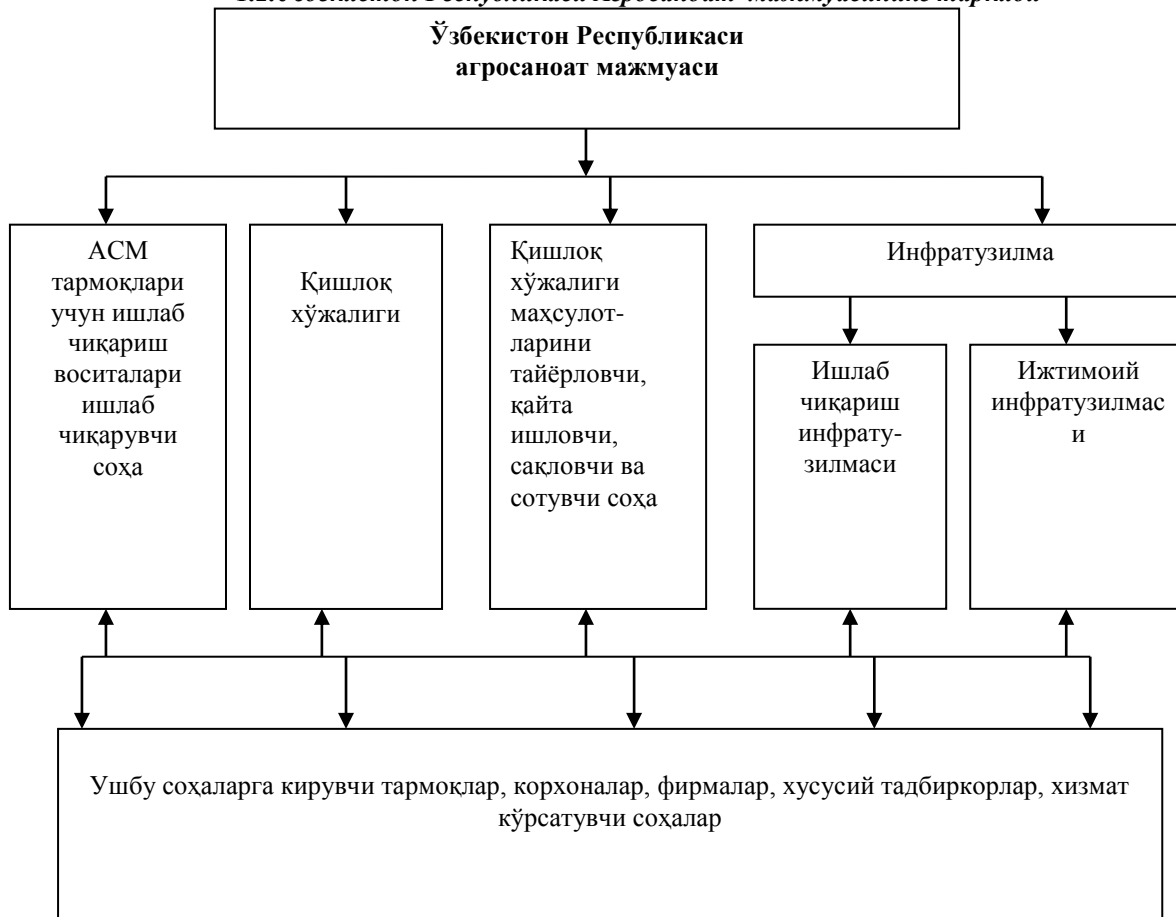 Ўзбекистон Республикаси
агросаноат мажмуаси
АСМ
тармоқлари
учун ишлаб
чиқариш
воситалари
ишлаб
чиқарувчи
соҳа
Қишлоқ
хўжалиги
Қишлоқ
хўжалиги
маҳсулот-
ларини
тайёрловчи,
қайта
ишловчи,
сақловчи ва
сотувчи соҳа
Инфратузилма
Ишлаб
чиқариш
инфрату-
зилмаси
Ижтимоий
инфратузилмас
и
Ушбу соҳаларга кирувчи тармоқлар, корхоналар, фирмалар, хусусий тадбиркорлар, хизмат
кўрсатувчи соҳалар